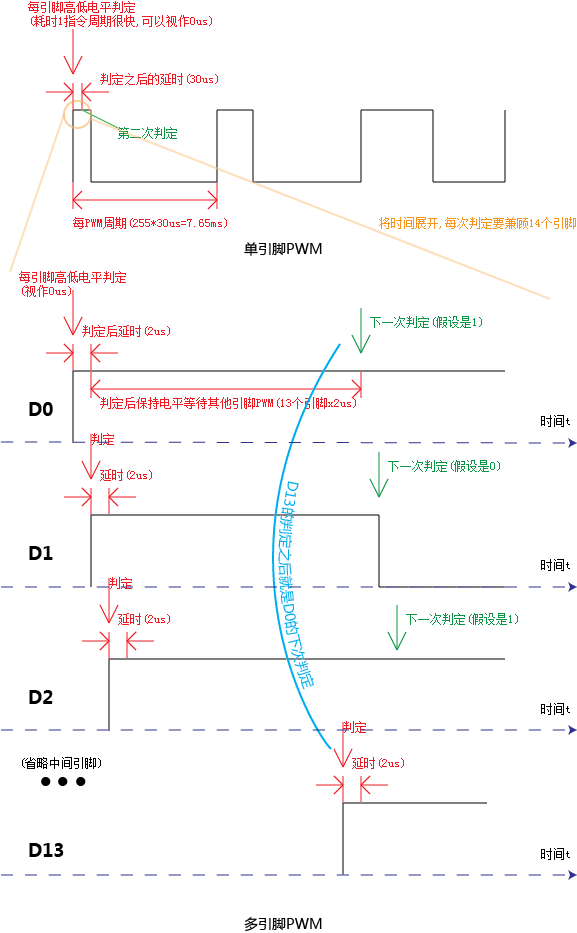 每引脚高低电平判定
(耗时1指令周期很快,可以视作0us)
判定之后的延时(30us)
第二次判定
每PWM周期(255*30us=7.65ms)
将时间展开,每次判定要兼顾14个引脚
单引脚PWM
每引脚高低电平判定
(视作0us)
下一次判定(假设是1)
判定后延时(2us)
判定后保持电平等待其他引脚PWM(13个引脚x2us)
D0
时间t
判定
下一次判定(假设是0)
延时(2us)
D13的判定之后就是D0的下次判定
D1
时间t
判定
延时(2us)
下一次判定(假设是1)
D2
时间t
判定
(省略中间引脚)
延时(2us)
●●●
D13
时间t
多引脚PWM